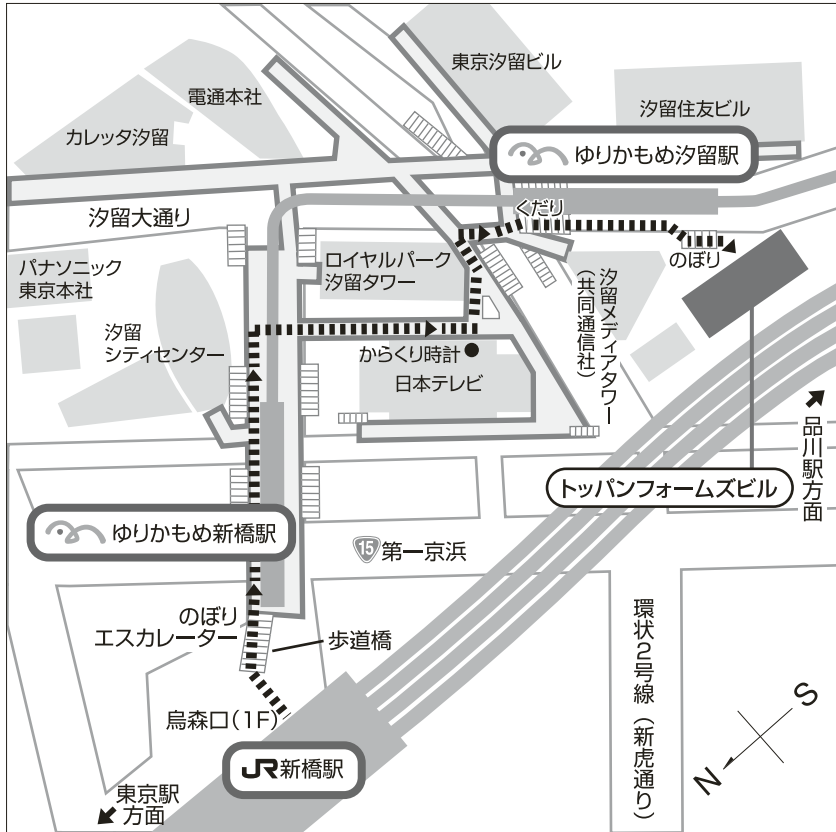 東京汐留ビル
電通本社
汐留住友ビル
カレッタ汐留
ゆりかもめ汐留駅
くだり
汐留大通り
のぼり
パナソニック
東京本社
ロイヤルパーク
汐留タワー
汐留メディアタワー
(共同通信社)
汐留
シティセンター
からくり時計
日本テレビ
品川駅方面
トッパンフォームズビル
ゆりかもめ新橋駅
15 第一京浜
のぼり
エスカレーター
歩道橋
環状2号線(新虎通り)
烏森口(1F)
JR新橋駅
東京駅
方面
S
N